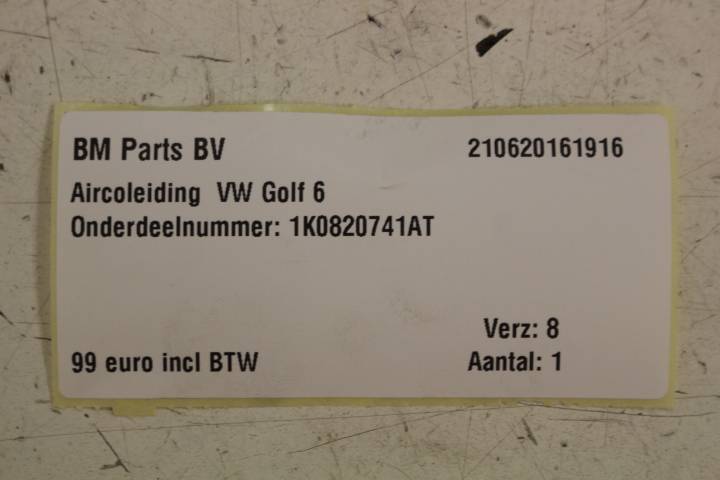 BM Parts BV 210620161916
Aircoleiding VW Golf 6
Onderdeelnummer: 1K0820741AT
Verz: 8
99 euro incl BTW Aantal: 1